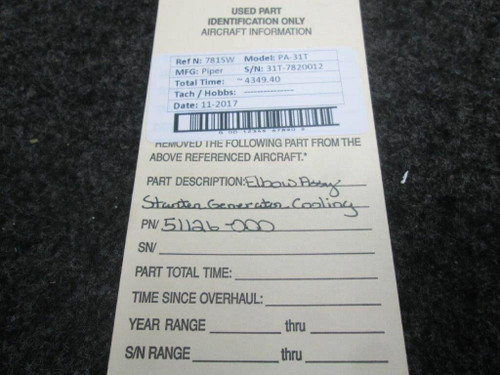 USED PART
IDENTIFICATION ONLY
AIRCRAFT INFORMATION
Ref N: 781SW Model: PA-31T
MFG: Piper S/N: 31T-7820012
Total Time: ~4349.40
Tach / Hobbs: ------------
Date: 11-2017
REMOVED THE FOLLOWING PART FROM THE
ABOVE REFERENCED AIRCRAFT.*
PART DESCRIPTION: Elbow Assy.
Starter Generator Cooling
PN/ 51126-000
SN/
PART TOTAL TIME:
TIME SINCE OVERHAUL:
YEAR RANGE thru
S/N RANGE thru